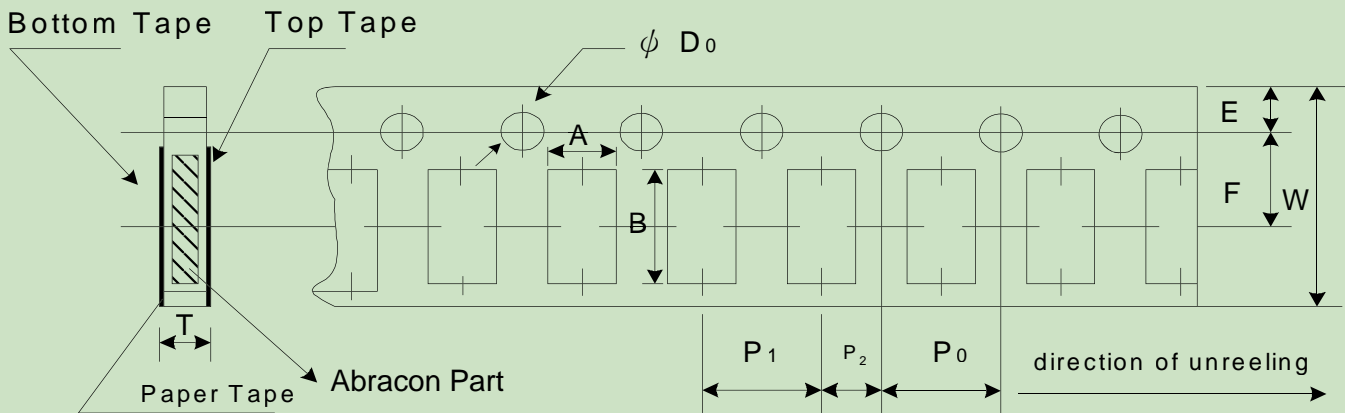 Bottom Tape
Top Tape
ψ D0
A
B
E
F
W
T
P1
P2
P0
direction of unreeling
Abracon Part
Paper Tape